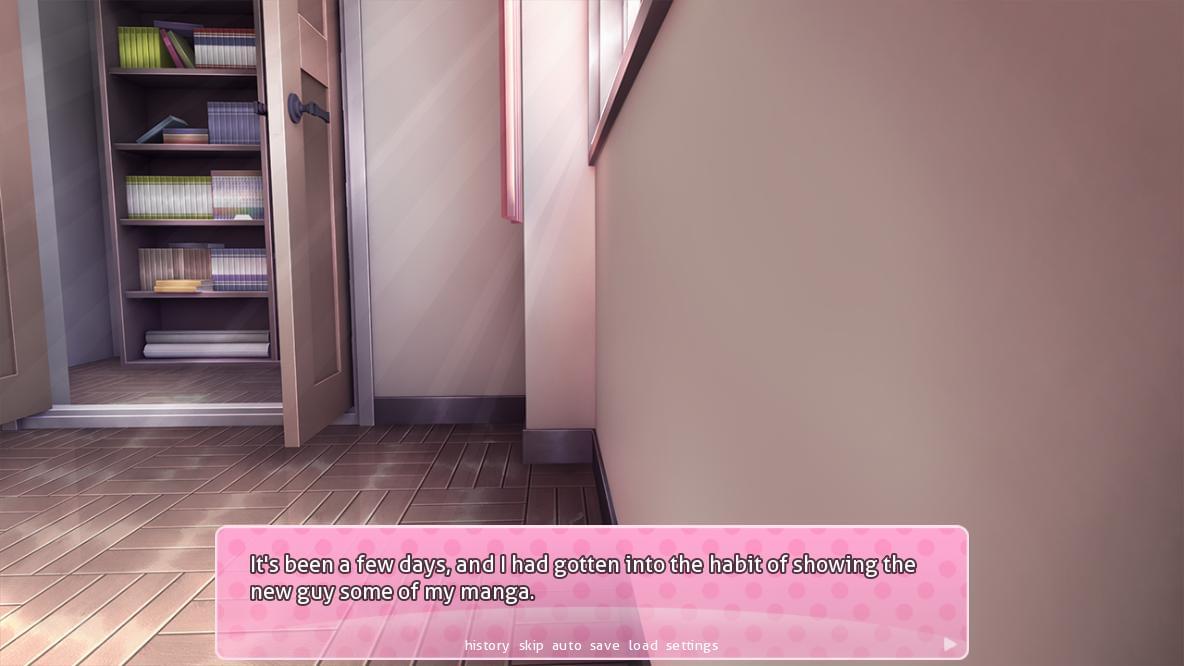 It's been a few days, and I had gotten into the habit of showing the
new guy some of my manga.
history skip auto save load settings